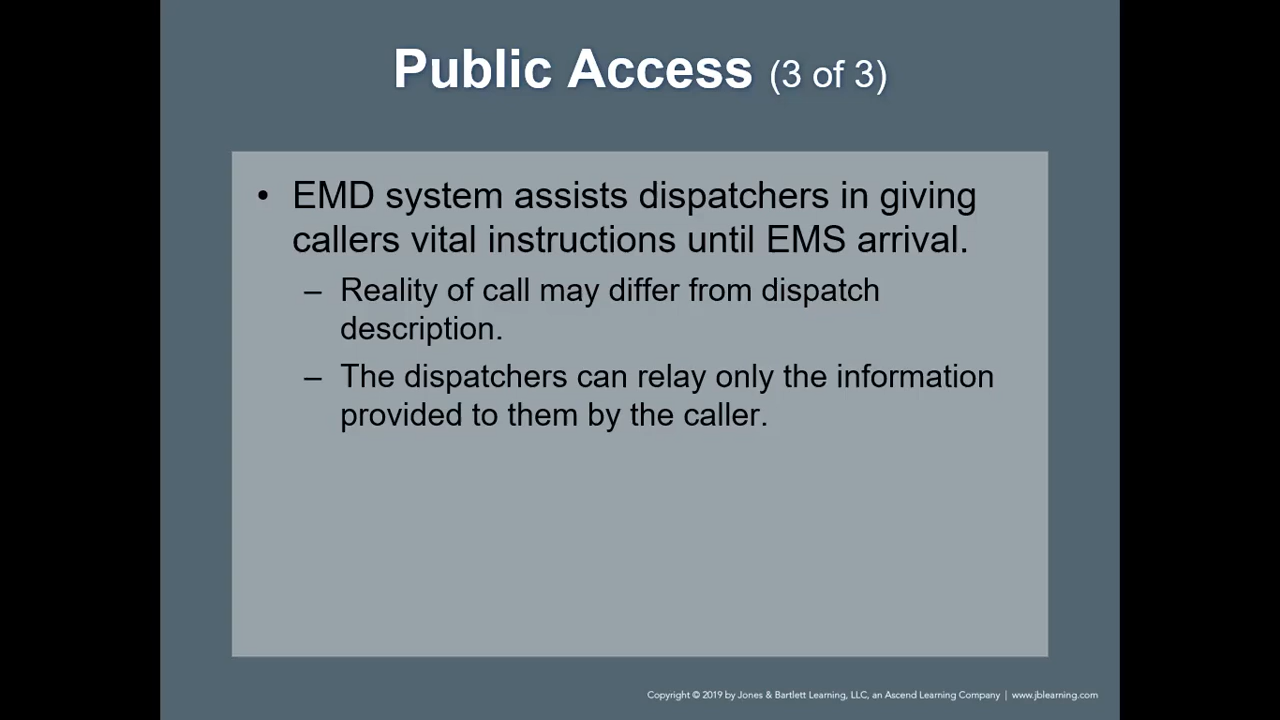 Public Access (3 of 3)
• EMD system assists dispatchers in giving
callers vital instructions until EMS arrival.
– Reality of call may differ from dispatch
description.
– The dispatchers can relay only the information
provided to them by the caller.
Copyright © 2019 by Jones & Bartlett Learning, LLC, an Ascend Learning Company | www.jblearning.com